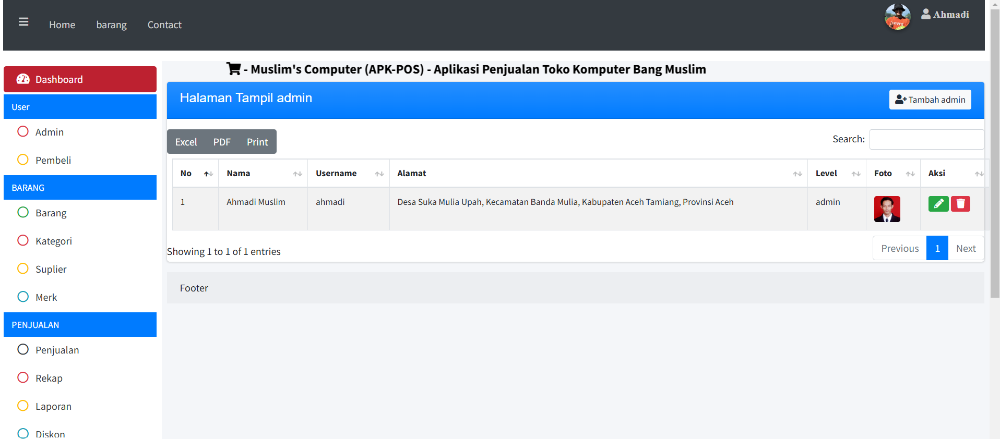 Home barang Contact
Ahmadi
Dashboard
User
Admin
Pembeli
BARANG
Barang
Kategori
Suplier
Merk
PENJUALAN
Penjualan
Rekap
Laporan
Diskon
- Muslim's Computer (APK-POS) - Aplikasi Penjualan Toko Komputer Bang Muslim
Halaman Tampil admin
Tambah admin
Excel PDF Print
Search:
No Nama Username Alamat Level Foto Aksi
1 Ahmadi Muslim ahmadi Desa Suka Mulia Upah, Kecamatan Banda Mulia, Kabupaten Aceh Tamiang, Provinsi Aceh admin
Showing 1 to 1 of 1 entries
Previous 1 Next
Footer